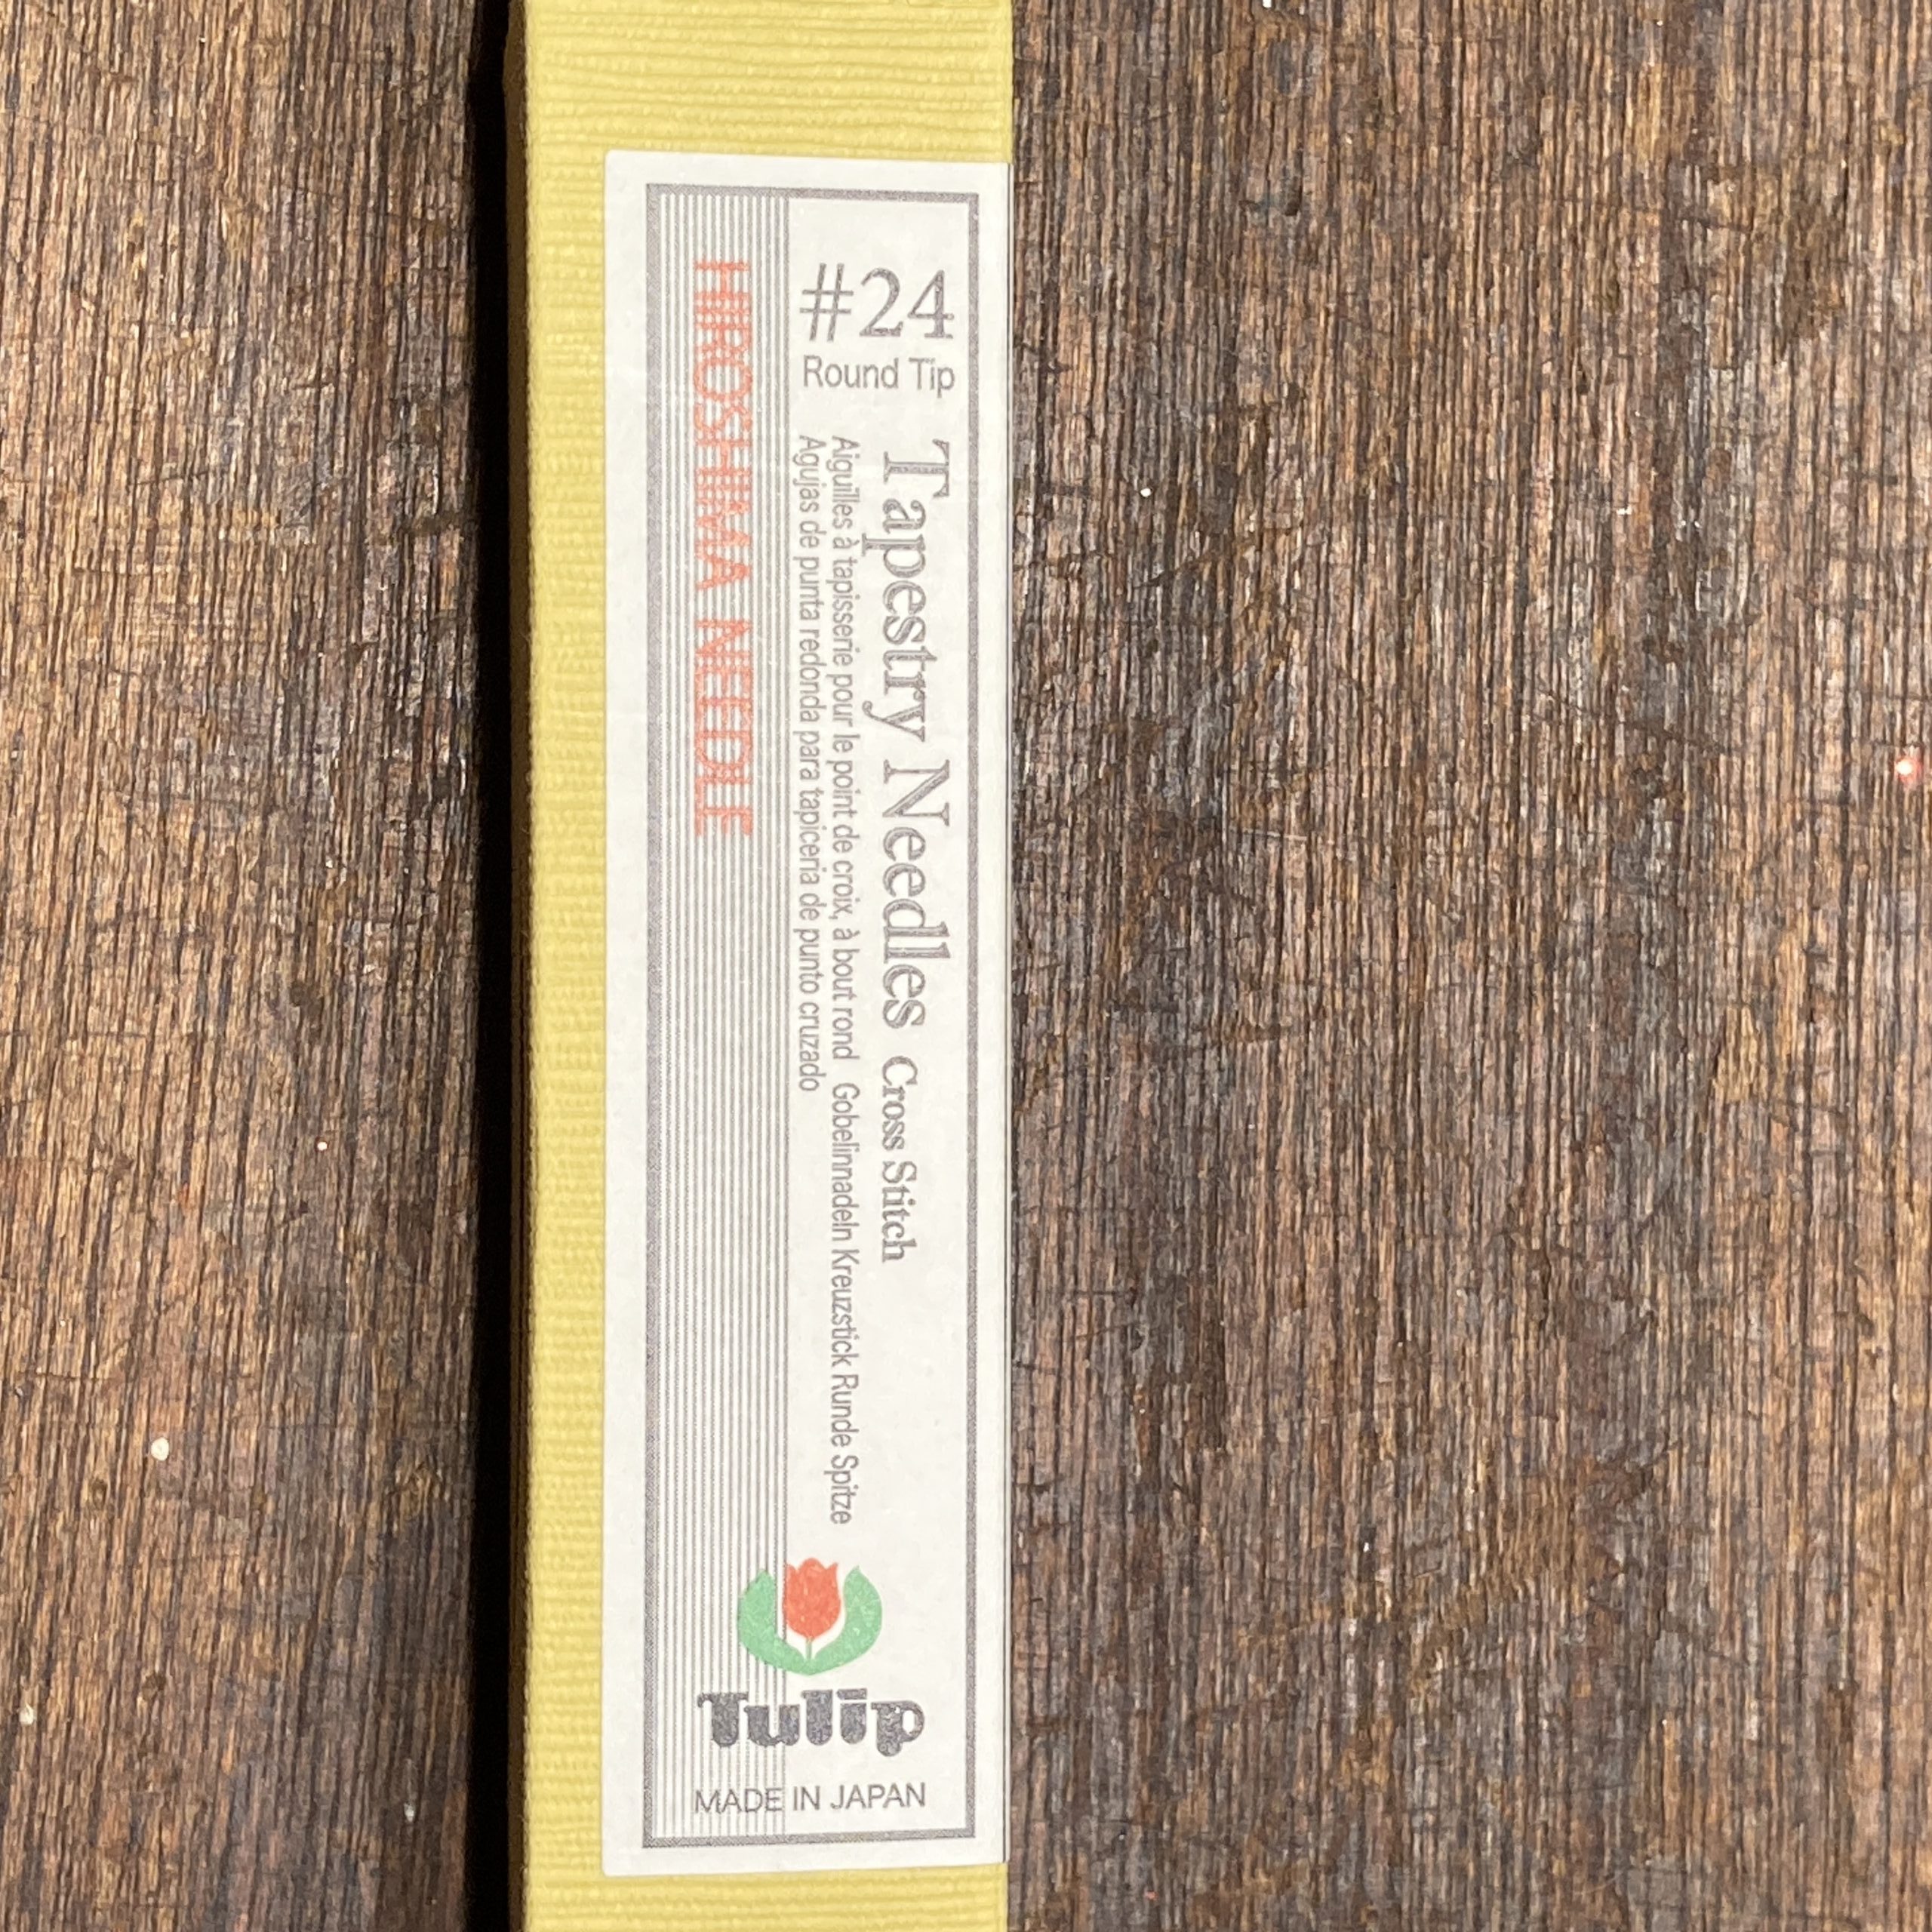 #24
Round Tip
Tapestry Needles Cross Stitch
Aiguilles à tapisserie pour le point de croix, à bout rond Gobelinnadeln Kreuzstick Runde Spitze
Agujas de punta redonda para tapiceria de punto cruzado
HIROSHIMA NEEDLE
Tulip
MADE IN JAPAN